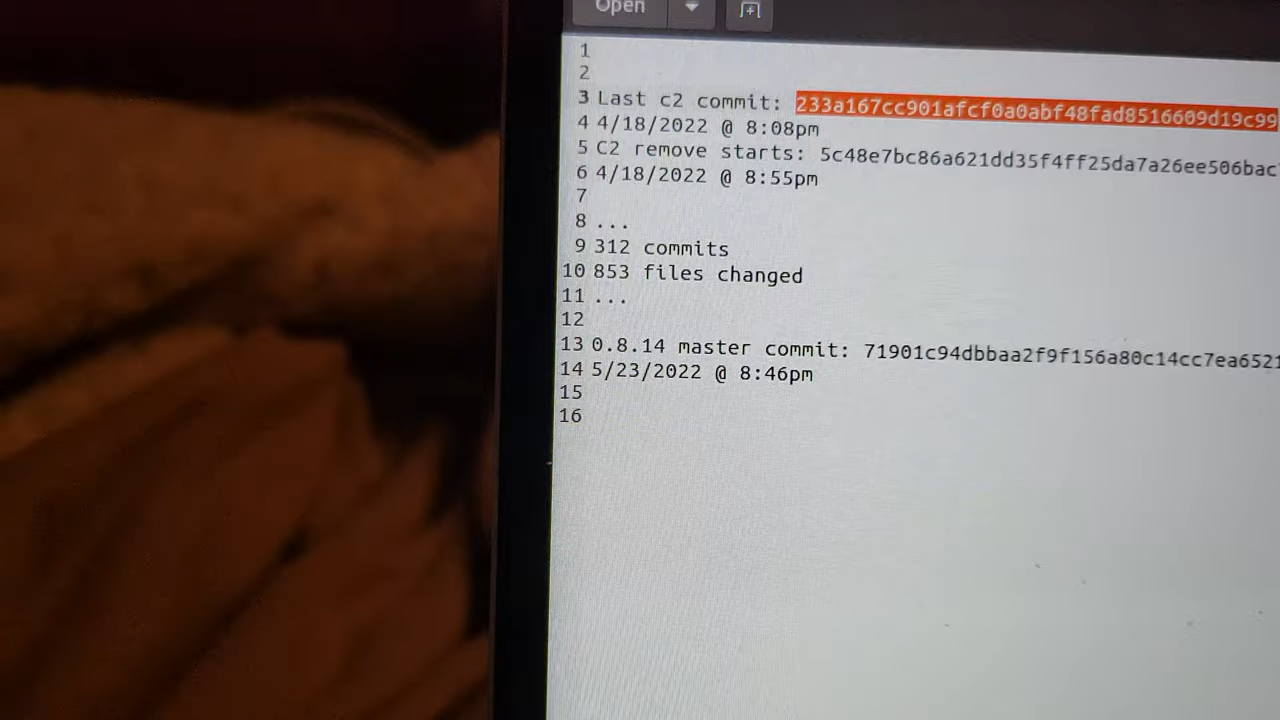 Open
1
2
3 Last c2 commit: 233a167cc901afcf0a0abf48fad8516609d19c99
4 4/18/2022 @ 8:08pm
5 C2 remove starts: 5c48e7bc86a621dd35f4ff25da7a26ee506bac
6 4/18/2022 @ 8:55pm
7
8 ...
9 312 commits
10 853 files changed
11 ...
12
13 0.8.14 master commit: 71901c94dbbaa2f9f156a80c14cc7ea6521
14 5/23/2022 @ 8:46pm
15
16